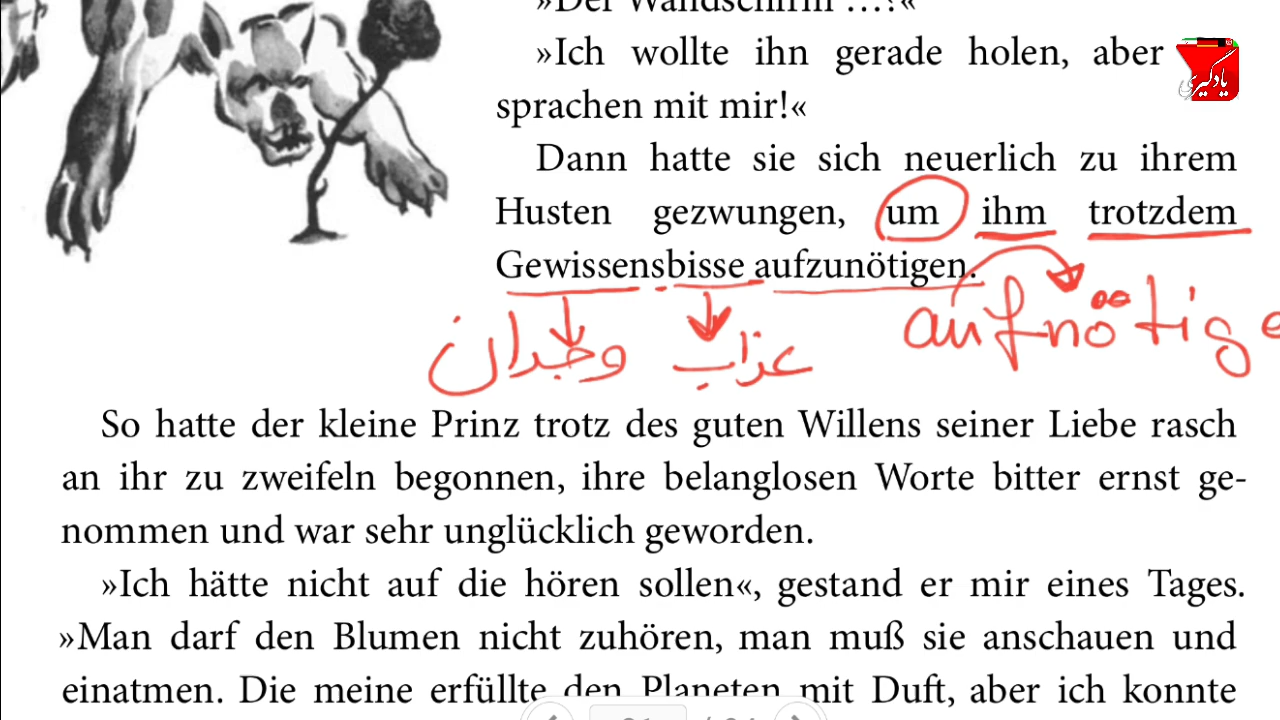 »Der Wandschirm …?«
»Ich wollte ihn gerade holen, aber
sprachen mit mir!«
Dann hatte sie sich neuerlich zu ihrem
Husten gezwungen, um ihm trotzdem
Gewissensbisse aufzunötigen.
aufnötige
عزاب وجدان
So hatte der kleine Prinz trotz des guten Willens seiner Liebe rasch
an ihr zu zweifeln begonnen, ihre belanglosen Worte bitter ernst ge-
nommen und war sehr unglücklich geworden.
»Ich hätte nicht auf die hören sollen«, gestand er mir eines Tages.
»Man darf den Blumen nicht zuhören, man muß sie anschauen und
einatmen. Die meine erfüllte den Planeten mit Duft, aber ich konnte
یادگیری